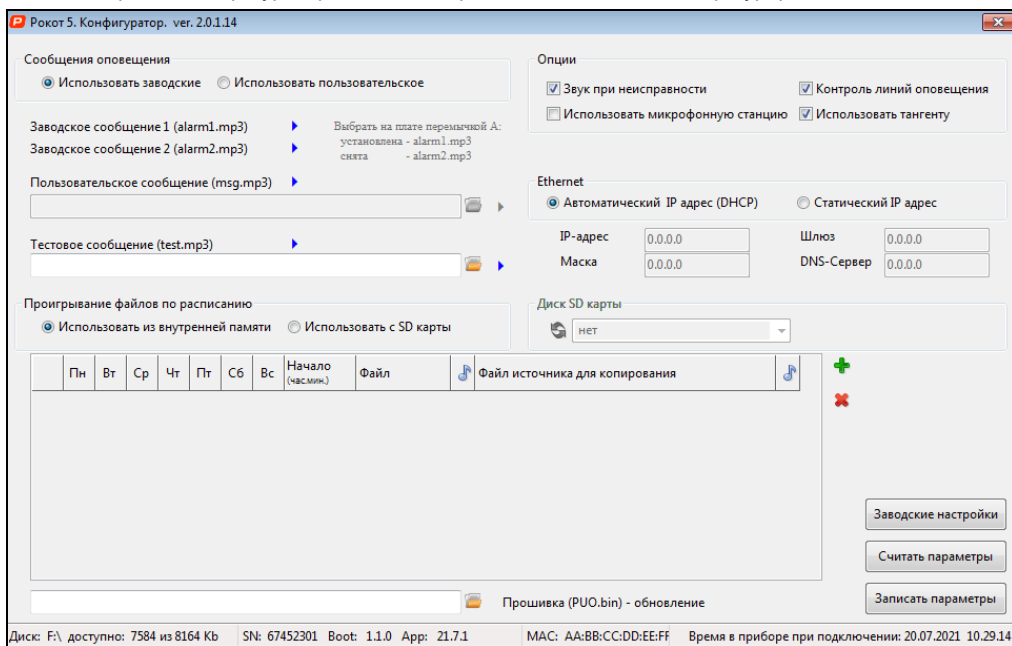 Рокот 5. Конфигуратор. ver. 2.0.1.14
Сообщения оповещения
Использовать заводские
Использовать пользовательское
Заводское сообщение 1 (alarm1.mp3)
Заводское сообщение 2 (alarm2.mp3)
Выбрать на плате перемычкой А:
установлена - alarm1.mp3
снята - alarm2.mp3
Пользовательское сообщение (msg.mp3)
Тестовое сообщение (test.mp3)
Опции
Звук при неисправности
Контроль линий оповещения
Использовать микрофонную станцию
Использовать тангенту
Ethernet
Автоматический IP адрес (DHCP)
Статический IP адрес
IP-адрес 0.0.0.0
Шлюз 0.0.0.0
Маска 0.0.0.0
DNS-Сервер 0.0.0.0
Проигрывание файлов по расписанию
Использовать из внутренней памяти
Использовать с SD карты
Диск SD карты
нет
Пн Вт Ср Чт Пт Сб Вс Начало (час.мин.) Файл Файл источника для копирования
Заводские настройки
Считать параметры
Записать параметры
Прошивка (PUO.bin) - обновление
Диск: F:\ доступно: 7584 из 8164 Kb SN: 67452301 Boot: 1.1.0 App: 21.7.1 MAC: AA:BB:CC:DD:EE:FF Время в приборе при подключении: 20.07.2021 10.29.14